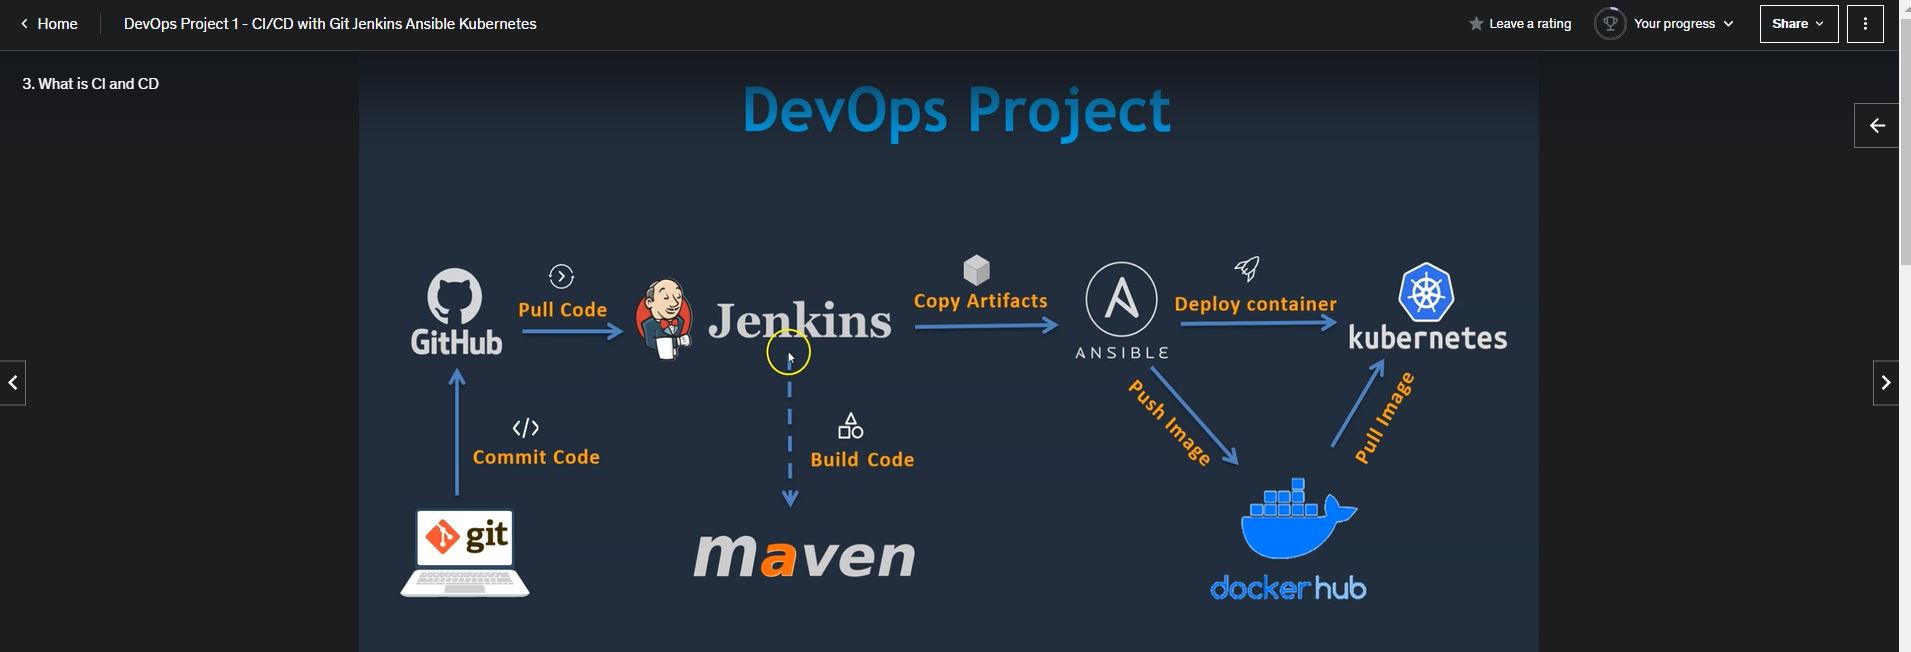 Home
DevOps Project 1 - CI/CD with Git Jenkins Ansible Kubernetes
Leave a rating
Your progress
Share
3. What is CI and CD
DevOps Project
GitHub
Pull Code
Jenkins
Copy Artifacts
ANSIBLE
Deploy container
kubernetes
Commit Code
Build Code
Push Image
Pull Image
git
maven
dockerhub